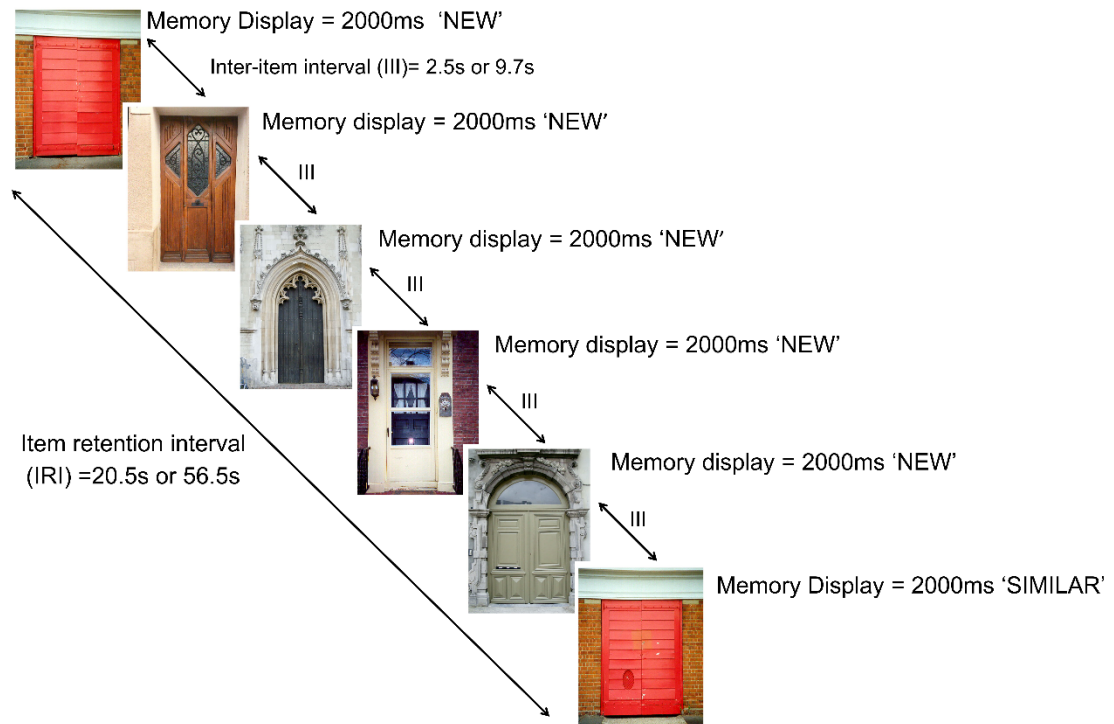 Memory Display = 2000ms ‘NEW’
Inter-item interval (III)= 2.5s or 9.7s
Memory display = 2000ms ‘NEW’
III
Memory display = 2000ms ‘NEW’
III
Memory display = 2000ms ‘NEW’
III
Item retention interval
(IRI) =20.5s or 56.5s
Memory display = 2000ms ‘NEW’
III
Memory Display = 2000ms ‘SIMILAR’